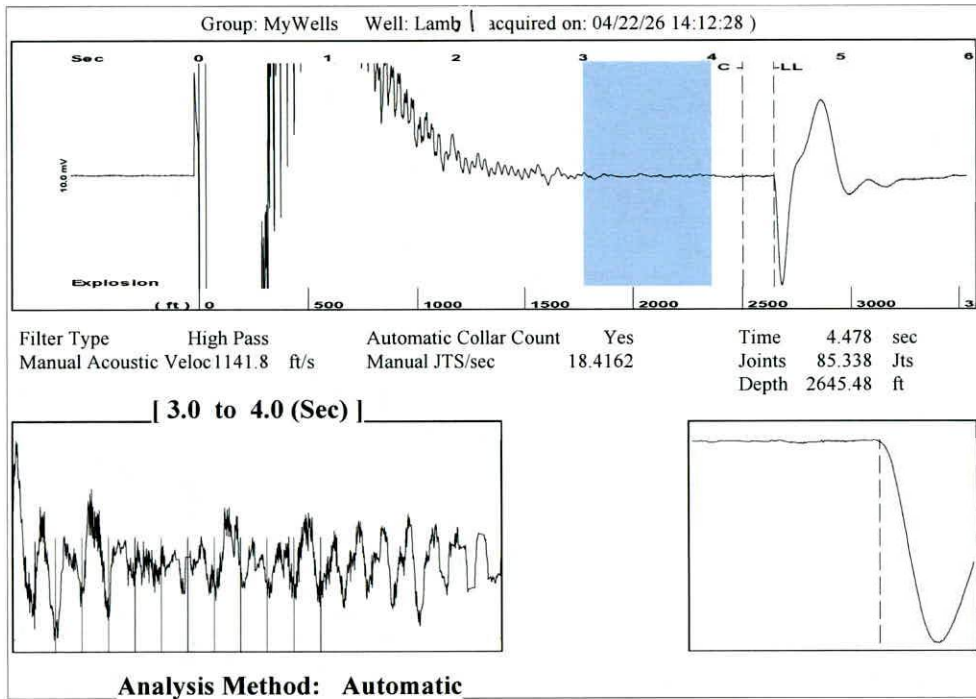 Group: MyWells Well: Lamb 1 acquired on: 04/22/26 14:12:28 )
Sec 0 1 2 3 4 5 6
C LL
10.0 mV
Explosion
( ft ) 0 500 1000 1500 2000 2500 3000 3
Filter Type High Pass Automatic Collar Count Yes Time 4.478 sec
Manual Acoustic Veloc 1141.8 ft/s Manual JTS/sec 18.4162 Joints 85.338 Jts
Depth 2645.48 ft
[ 3.0 to 4.0 (Sec) ]
Analysis Method: Automatic